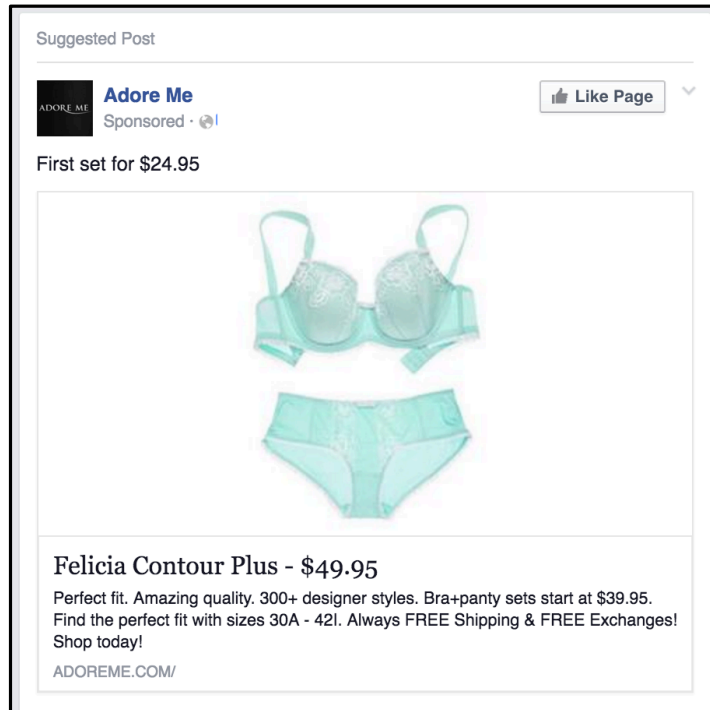 Suggested Post
ADORE ME
Adore Me
Like Page
Sponsored ·
First set for $24.95
Felicia Contour Plus - $49.95
Perfect fit. Amazing quality. 300+ designer styles. Bra+panty sets start at $39.95.
Find the perfect fit with sizes 30A - 42I. Always FREE Shipping & FREE Exchanges!
Shop today!
ADOREME.COM/